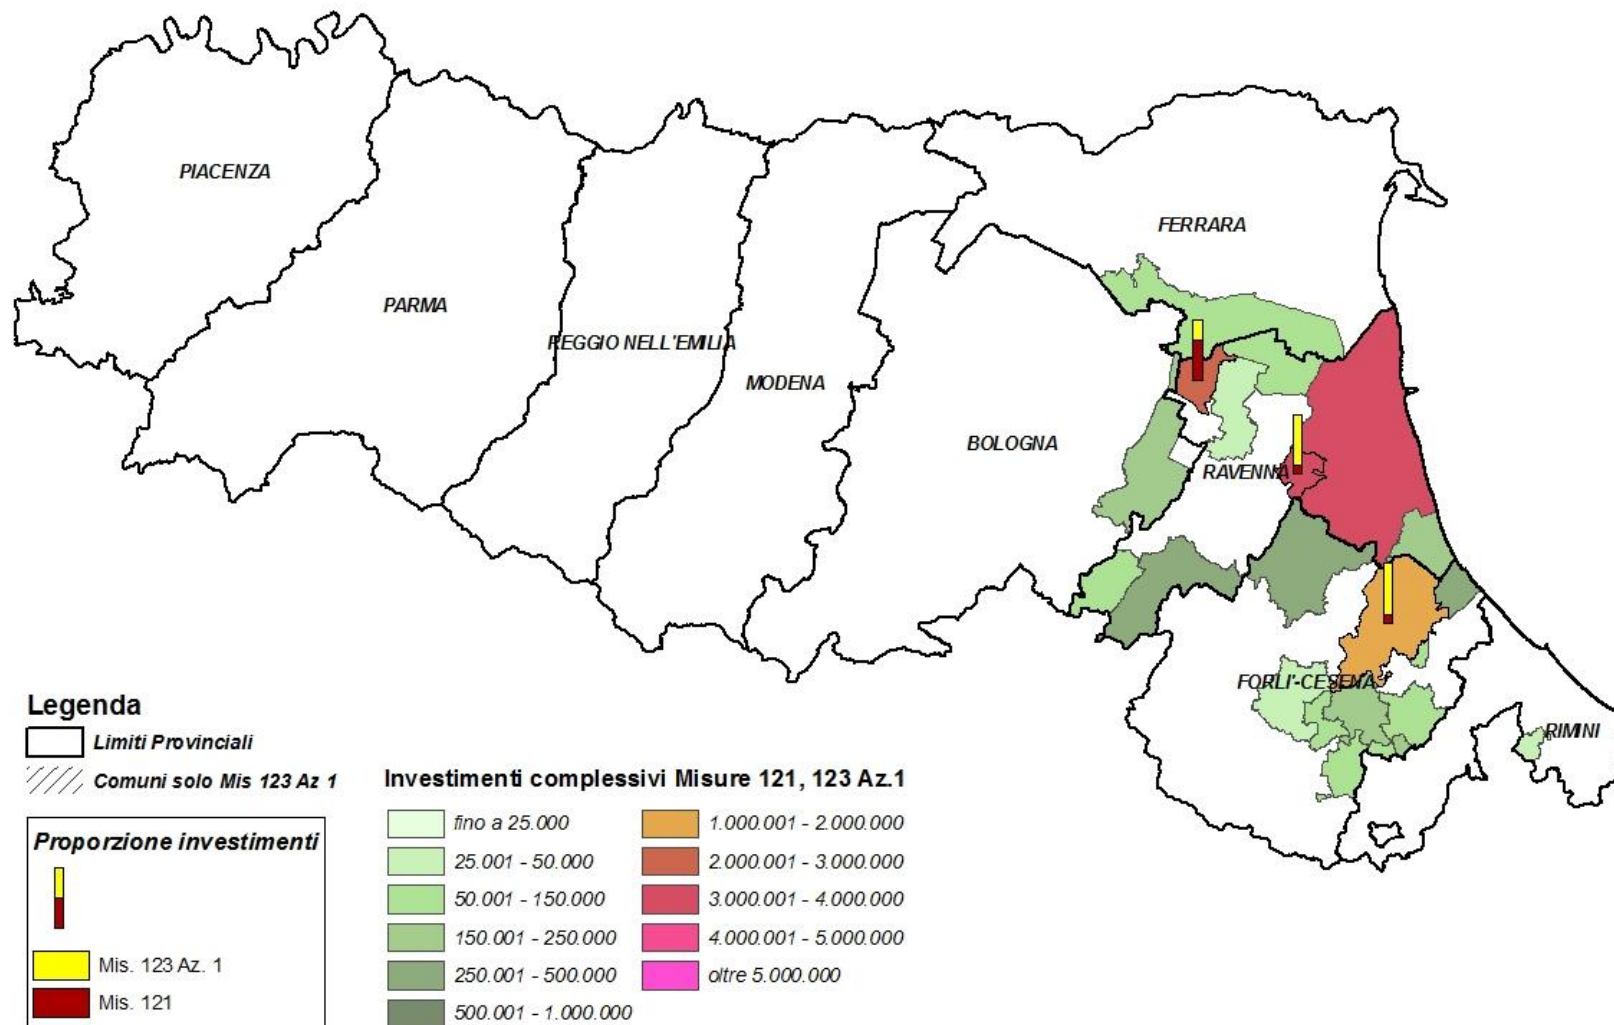 PIACENZA
FERRARA
PARMA
REGGIO NELL'EMILIA
MODENA
BOLOGNA
RAVENNA
FORLI'-CESENA
RIMINI
Legenda
Limiti Provinciali
Comuni solo Mis 123 Az 1
Proporzione investimenti
Mis. 123 Az. 1
Mis. 121
Investimenti complessivi Misure 121, 123 Az.1
fino a 25.000
25.001 - 50.000
50.001 - 150.000
150.001 - 250.000
250.001 - 500.000
500.001 - 1.000.000
1.000.001 - 2.000.000
2.000.001 - 3.000.000
3.000.001 - 4.000.000
4.000.001 - 5.000.000
oltre 5.000.000